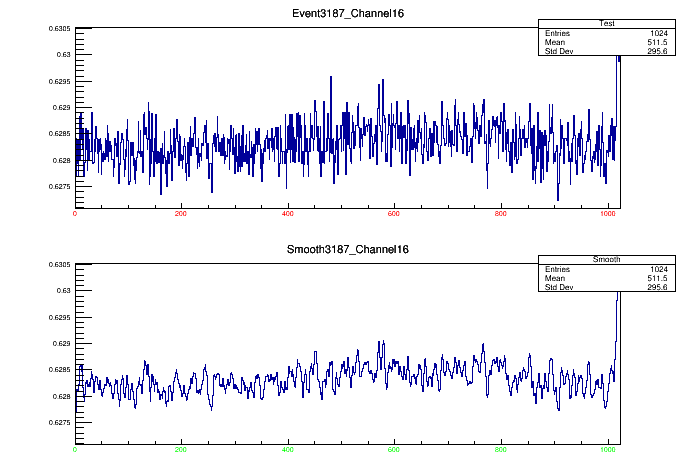 Event3187_Channel16
Test
Entries 1024
Mean 511.5
Std Dev 295.6
0.6305
0.63
0.6295
0.629
0.6285
0.628
0.6275
0 200 400 600 800 1000
Smooth3187_Channel16
Smooth
Entries 1024
Mean 511.5
Std Dev 295.6
0.6305
0.63
0.6295
0.629
0.6285
0.628
0.6275
0 200 400 600 800 1000